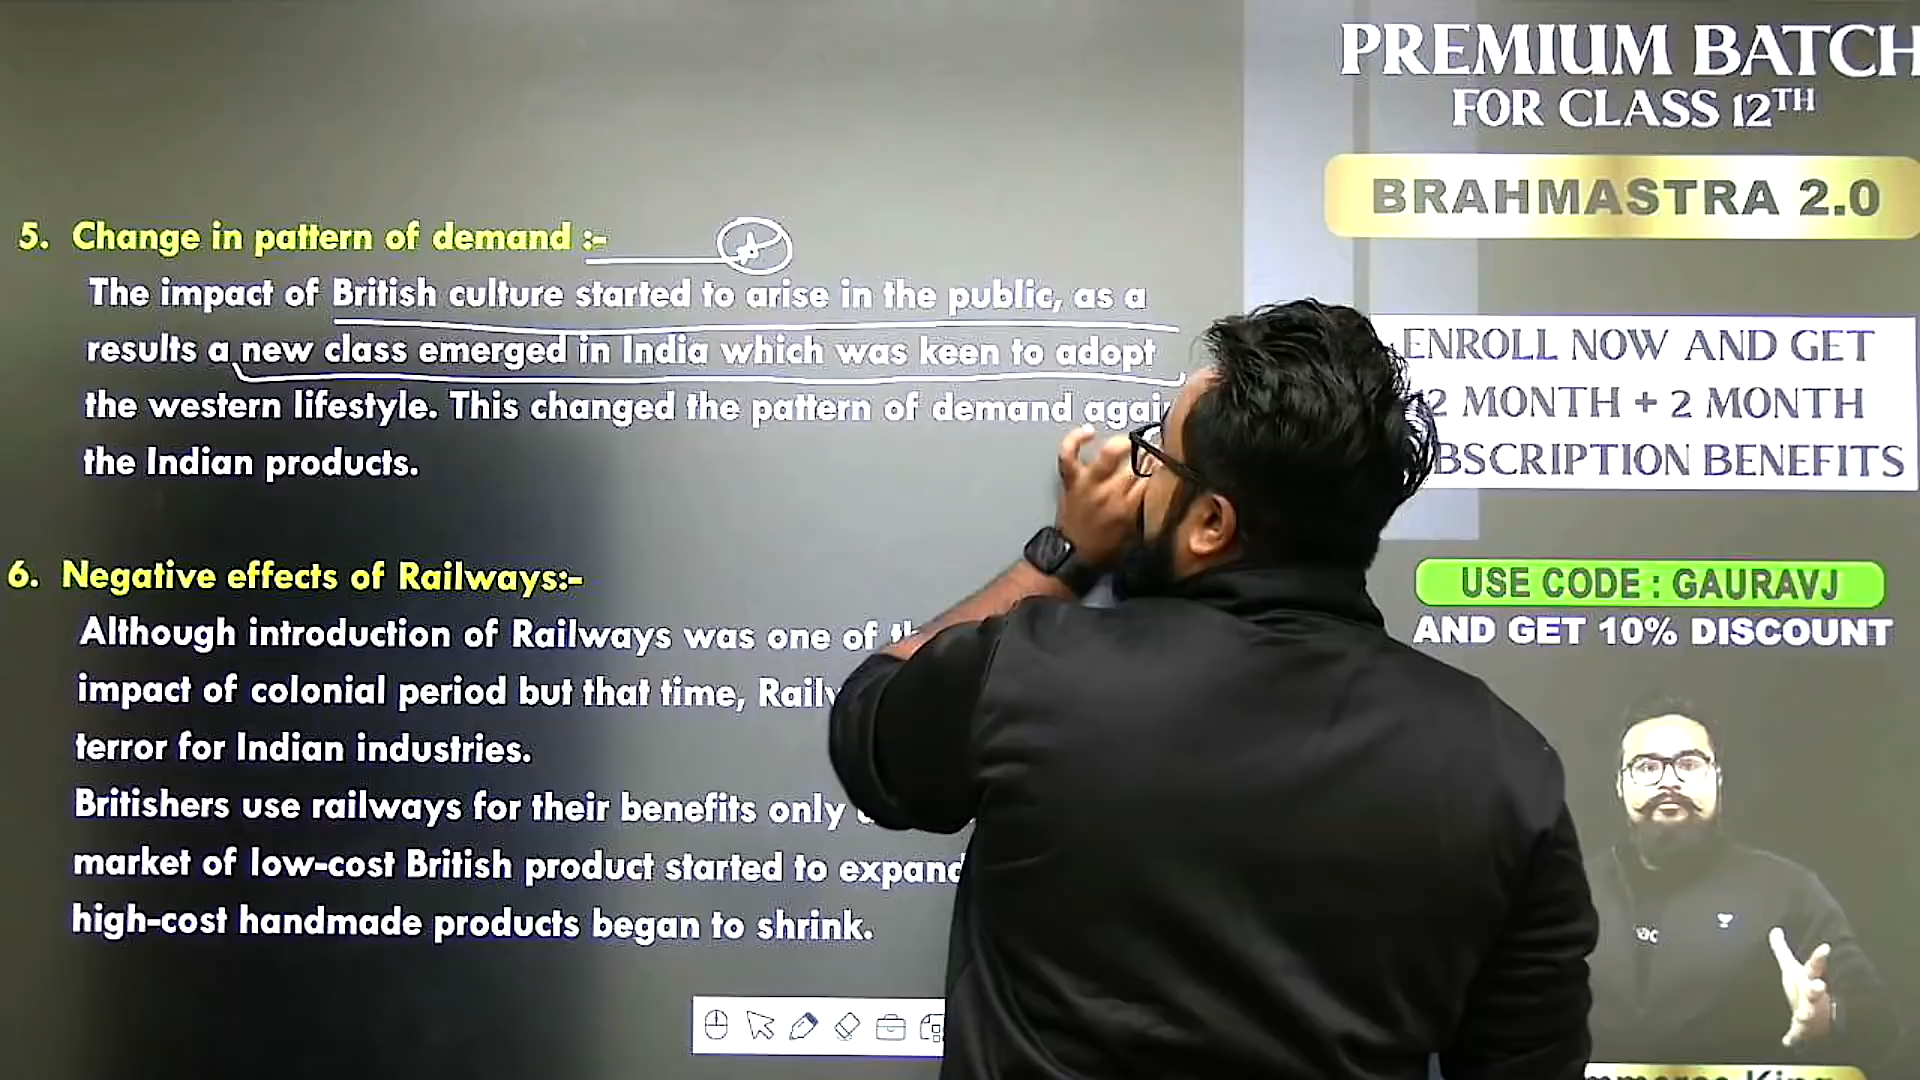 5. Change in pattern of demand :-
The impact of British culture started to arise in the public, as a
results a new class emerged in India which was keen to adopt
the western lifestyle. This changed the pattern of demand
the Indian products.
6. Negative effects of Railways:-
Although introduction of Railways was one of
impact of colonial period but that time,
terror for Indian industries.
Britishers use railways for their benefits only
market of low-cost British product started to expand
high-cost handmade products began to shrink.
PREMIUM BATCH
FOR CLASS 12TH
BRAHMASTRA 2.0
ENROLL NOW AND GET
MONTH + 2 MONTH
BENEFITS
USE CODE : GAURAVJ
AND GET 10% DISCOUNT